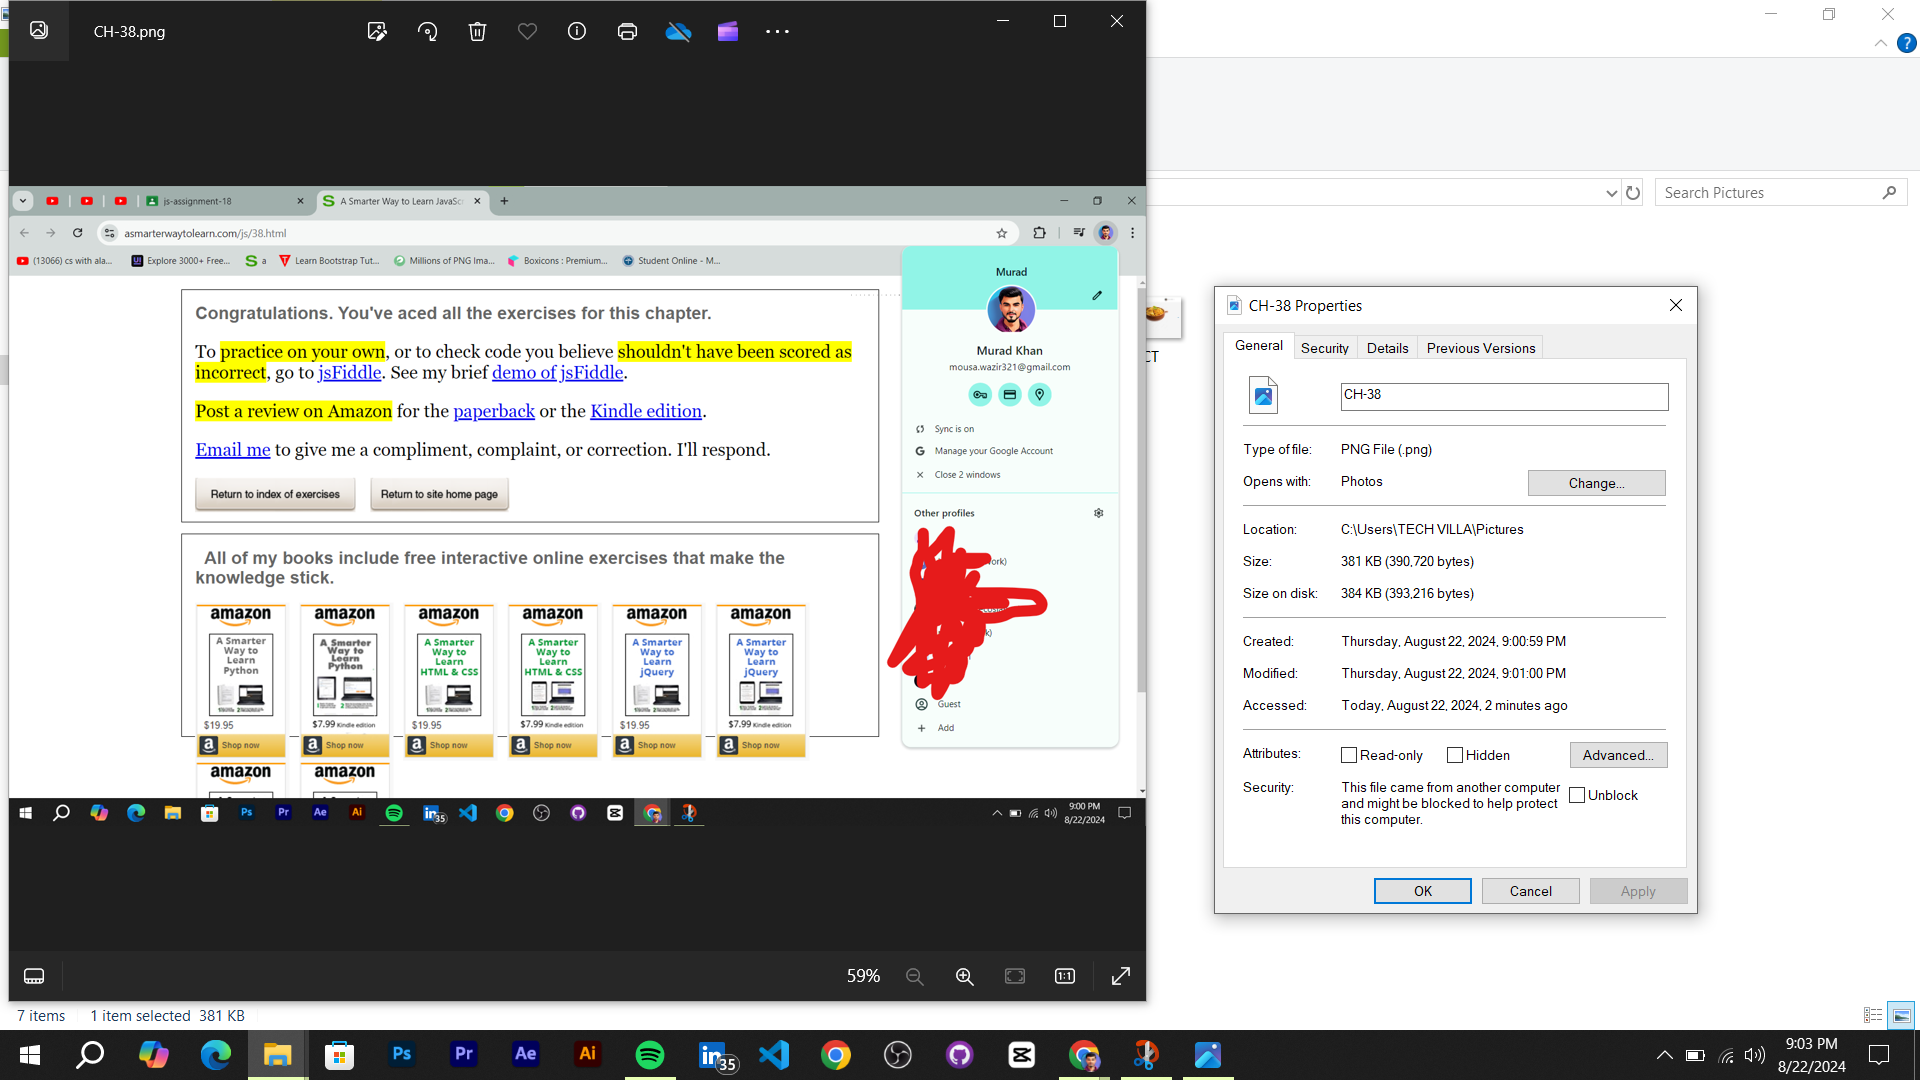 CH-38.png
js-assignment-18
A Smarter Way to Learn JavaSc
asmarterwaytolearn.com/js/38.html
(13066) cs with ala...
Explore 3000+ Free...
a
Learn Bootstrap Tut...
Millions of PNG Ima...
Boxicons : Premium...
Student Online - M...
Congratulations. You've aced all the exercises for this chapter.
To practice on your own, or to check code you believe shouldn't have been scored as
incorrect, go to jsFiddle. See my brief demo of jsFiddle.
Post a review on Amazon for the paperback or the Kindle edition.
Email me to give me a compliment, complaint, or correction. I'll respond.
Return to index of exercises
Return to site home page
All of my books include free interactive online exercises that make the
knowledge stick.
amazon
A Smarter
Way to
Learn
Python
$19.95
Shop now
amazon
A Smarter
Way to
Learn
Python
$7.99 Kindle edition
Shop now
amazon
A Smarter
Way to
Learn
HTML & CSS
$19.95
Shop now
amazon
A Smarter
Way to
Learn
HTML & CSS
$7.99 Kindle edition
Shop now
amazon
A Smarter
Way to
Learn
jQuery
$19.95
Shop now
amazon
A Smarter
Way to
Learn
jQuery
$7.99 Kindle edition
Shop now
amazon
amazon
Murad
Murad Khan
mousa.wazir321@gmail.com
Sync is on
Manage your Google Account
Close 2 windows
Other profiles
ork)
Guest
Add
Ps
Pr
Ae
Ai
35
9:00 PM
8/22/2024
59%
1:1
Search Pictures
CT
CH-38 Properties
General
Security
Details
Previous Versions
CH-38
Type of file: PNG File (.png)
Opens with: Photos
Change...
Location: C:\Users\TECH VILLA\Pictures
Size: 381 KB (390,720 bytes)
Size on disk: 384 KB (393,216 bytes)
Created: Thursday, August 22, 2024, 9:00:59 PM
Modified: Thursday, August 22, 2024, 9:01:00 PM
Accessed: Today, August 22, 2024, 2 minutes ago
Attributes: Read-only Hidden Advanced...
Security: This file came from another computer
and might be blocked to help protect
this computer.
Unblock
OK
Cancel
Apply
7 items 1 item selected 381 KB
Ps
Pr
Ae
Ai
in
35
9:03 PM
8/22/2024